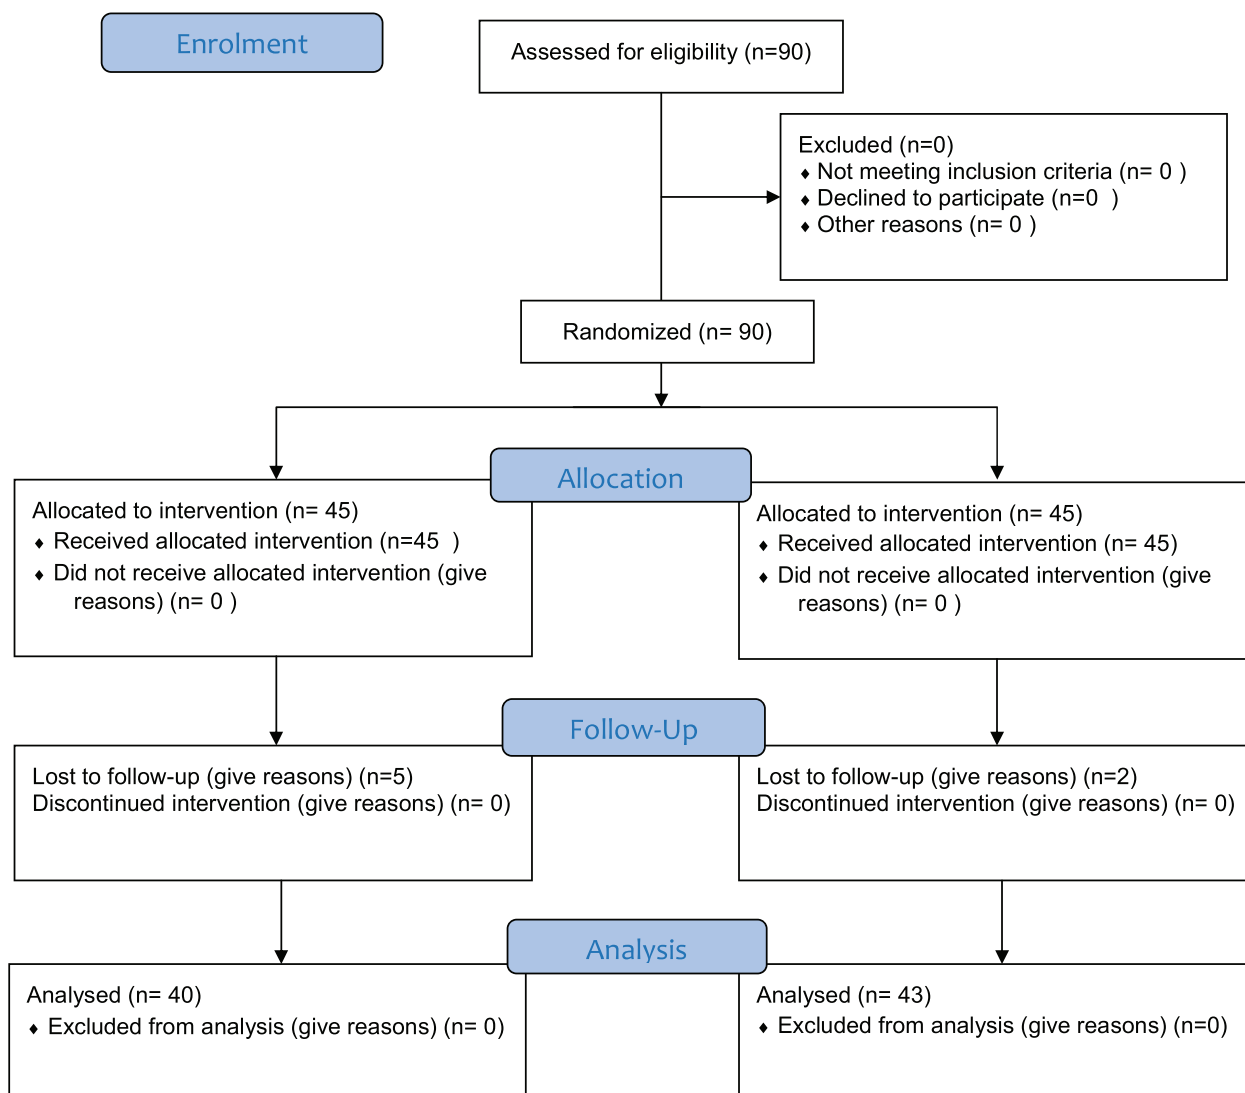 Enrolment
Assessed for eligibility (n=90)
Excluded (n=0)
♦ Not meeting inclusion criteria (n= 0 )
♦ Declined to participate (n=0  )
♦ Other reasons (n= 0 )
Randomized (n= 90)
Allocation
Allocated to intervention (n= 45)
♦ Received allocated intervention (n=45  )
♦ Did not receive allocated intervention (give
reasons) (n= 0 )
Allocated to intervention (n= 45)
♦ Received allocated intervention (n= 45)
♦ Did not receive allocated intervention (give
reasons) (n= 0 )
Follow-Up
Lost to follow-up (give reasons) (n=5)
Discontinued intervention (give reasons) (n= 0)
Lost to follow-up (give reasons) (n=2)
Discontinued intervention (give reasons) (n= 0)
Analysis
Analysed (n= 40)
♦ Excluded from analysis (give reasons) (n= 0)
Analysed (n= 43)
♦ Excluded from analysis (give reasons) (n=0)